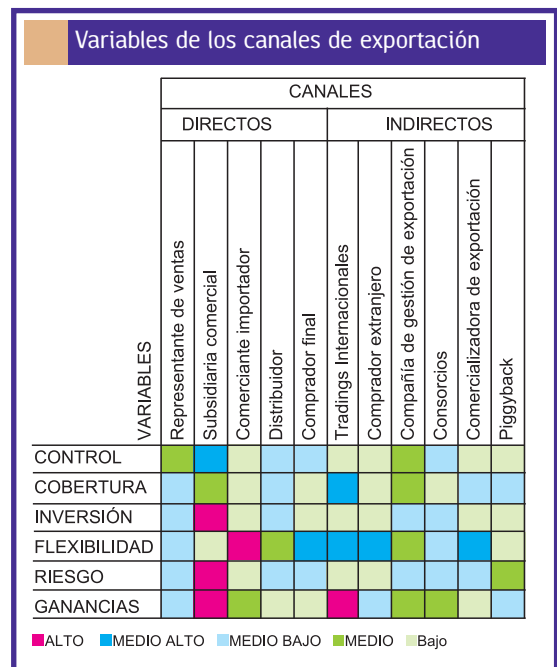 Variables de los canales de exportación
CANALES
DIRECTOS INDIRECTOS
VARIABLES
Representante de ventas
Subsidiaria comercial
Comerciante importador
Distribuidor
Comprador final
Tradings Internacionales
Comprador extranjero
Compañía de gestión de exportación
Consorcios
Comercializadora de exportación
Piggyback
CONTROL
COBERTURA
INVERSIÓN
FLEXIBILIDAD
RIESGO
GANANCIAS
ALTO MEDIO ALTO MEDIO BAJO MEDIO Bajo